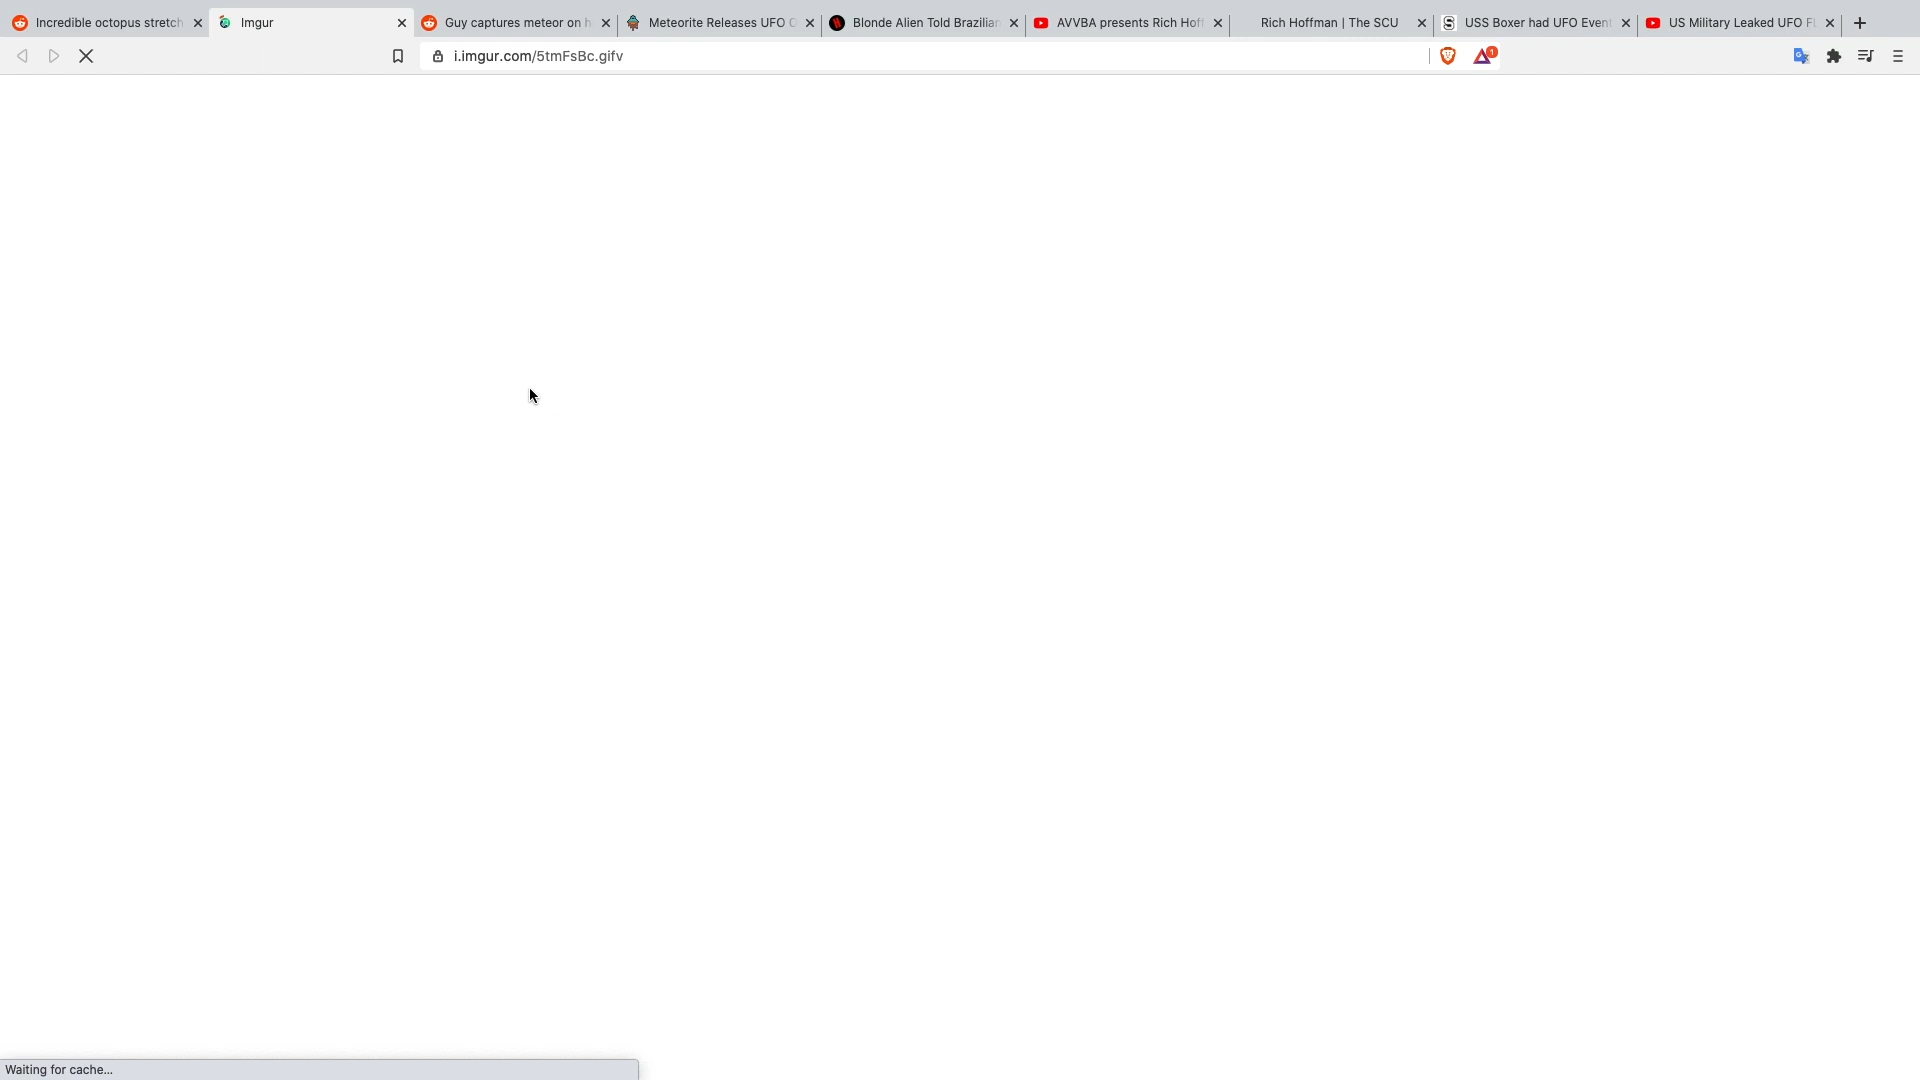 Incredible octopus stretch
Imgur
Guy captures meteor on h
Meteorite Releases UFO
Blonde Alien Told Brazilian
AVVBA presents Rich Hof
Rich Hoffman | The SCU
USS Boxer had UFO Event
US Military Leaked UFO F
i.imgur.com/5tmFsBc.gifv
1
Waiting for cache...